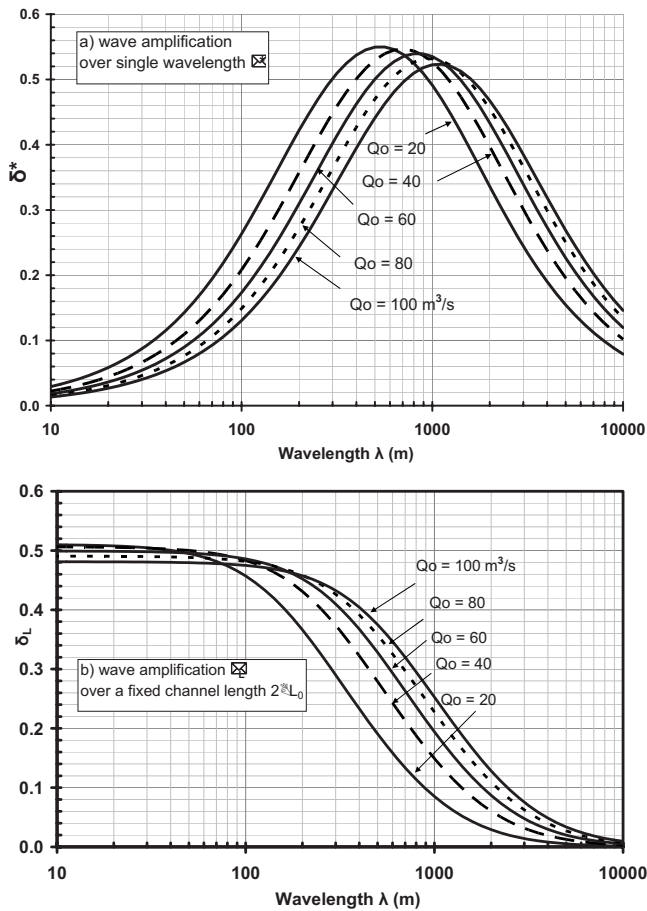 0.6
a) wave amplification
over single wavelength
0.5
0.4
Qo = 20
δ*
Qo = 40
0.3
Qo = 60
0.2
Qo = 80
Qo = 100 m³/s
0.1
0.0
10 100 1000 10000
Wavelength λ (m)
0.6
0.5
Qo = 100 m³/s
0.4
Qo = 80
δL
Qo = 60
0.3
b) wave amplification
Qo = 40
over a fixed channel length 2 L0
0.2
Qo = 20
0.1
0.0
10 100 1000 10000
Wavelength λ (m)